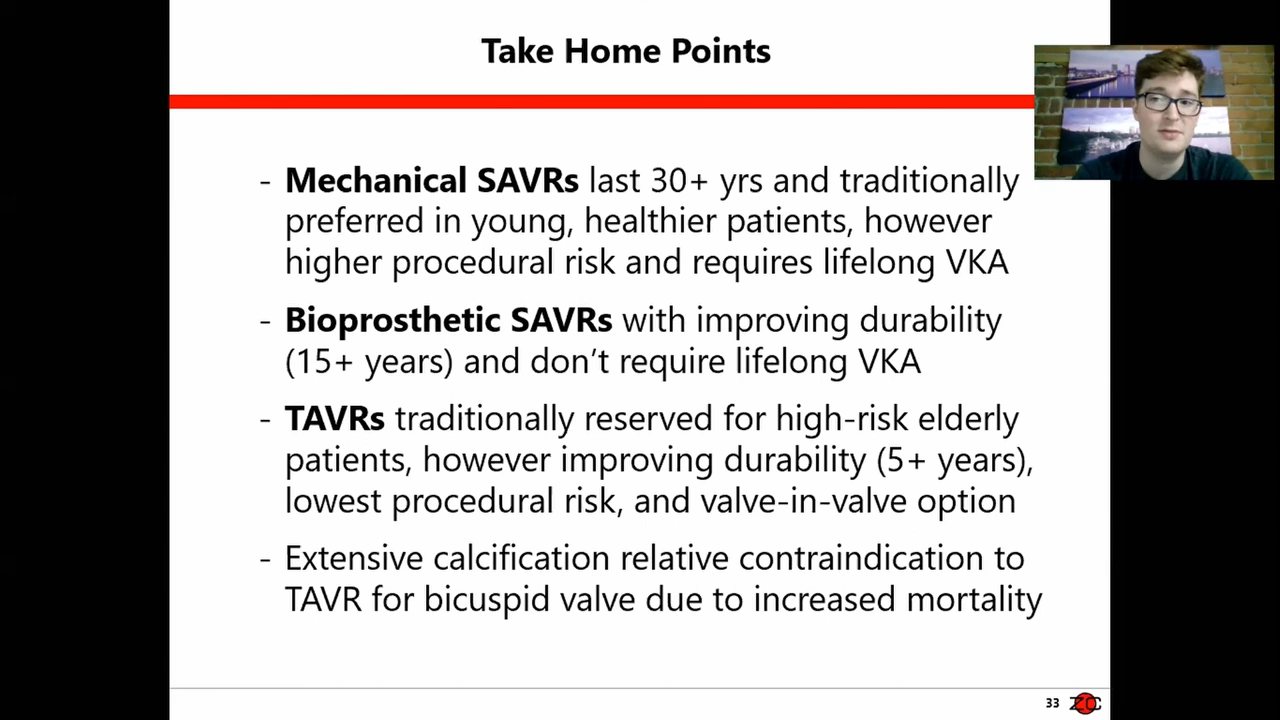 Take Home Points
- Mechanical SAVRs last 30+ yrs and traditionally
preferred in young, healthier patients, however
higher procedural risk and requires lifelong VKA
- Bioprosthetic SAVRs with improving durability
(15+ years) and don't require lifelong VKA
- TAVRs traditionally reserved for high-risk elderly
patients, however improving durability (5+ years),
lowest procedural risk, and valve-in-valve option
- Extensive calcification relative contraindication to
TAVR for bicuspid valve due to increased mortality
33 ZC